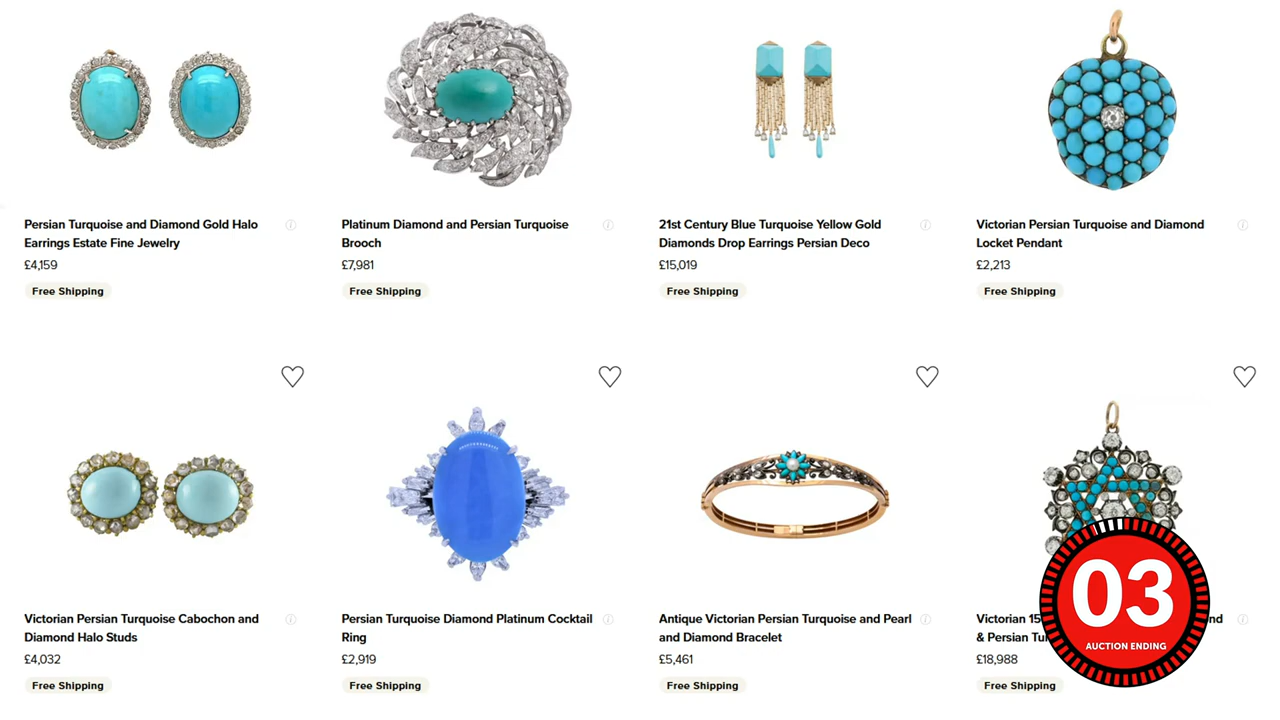 Persian Turquoise and Diamond Gold Halo
Earrings Estate Fine Jewelry
£4,159
Free Shipping
Platinum Diamond and Persian Turquoise
Brooch
£7,981
Free Shipping
21st Century Blue Turquoise Yellow Gold
Diamonds Drop Earrings Persian Deco
£15,019
Free Shipping
Victorian Persian Turquoise and Diamond
Locket Pendant
£2,213
Free Shipping
Victorian Persian Turquoise Cabochon and
Diamond Halo Studs
£4,032
Free Shipping
Persian Turquoise Diamond Platinum Cocktail
Ring
£2,919
Free Shipping
Antique Victorian Persian Turquoise and Pearl
and Diamond Bracelet
£5,461
Free Shipping
Victorian
& Persian
£18,988
Free Shipping
03
AUCTION ENDING